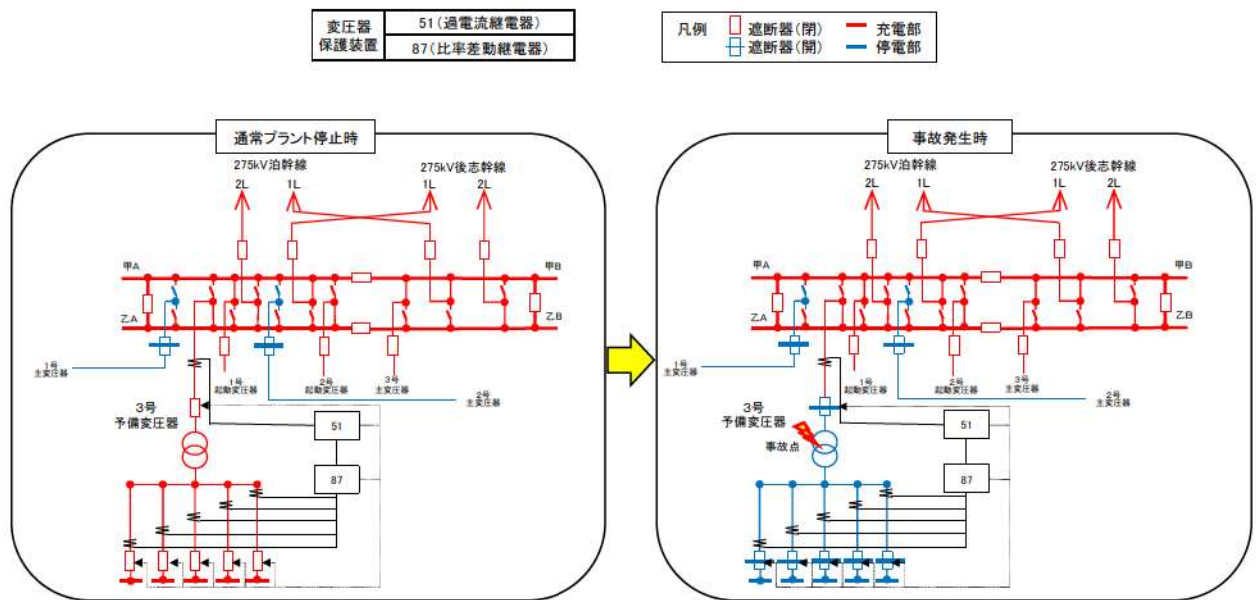 変圧器
保護装置
51(過電流継電器)
87(比率差動継電器)
凡例
遮断器(閉)
充電部
遮断器(開)
停電部
通常プラント停止時
275kV泊幹線
275kV後志幹線
2L
1L
1L
2L
甲A
甲B
乙A
乙B
1号
主変圧器
1号
起動変圧器
2号
起動変圧器
3号
主変圧器
2号
主変圧器
3号
予備変圧器
51
87
事故発生時
275kV泊幹線
275kV後志幹線
2L
1L
1L
2L
甲A
甲B
乙A
乙B
1号
主変圧器
1号
起動変圧器
2号
起動変圧器
3号
主変圧器
2号
主変圧器
3号
予備変圧器
事故点
51
87